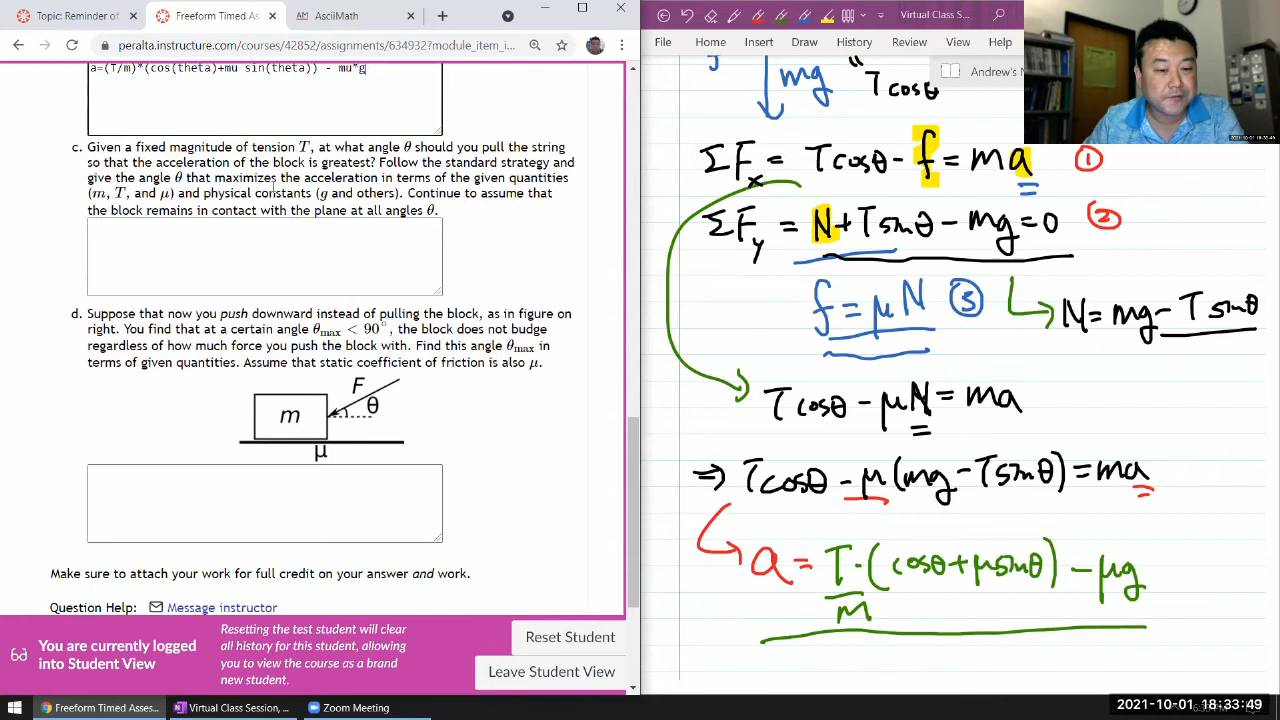 Topic: Reminder o
Freeform Timed Asses
AsciiMath
peralta.instructure.com/courses/42852/assignments/634932?module_item_i
a=(T/m)*(cos(theta)+mu sin(theta)) - mu*g
c. Given a fixed magnitude of tension T, at what angle θ should you pull the string
so that the acceleration of the block is greatest? Follow the standard strategy and
give the angle θ that maximizes the acceleration in terms of the given quantities
(m, T, and μ) and physical constants (g and others). Continue to assume that
the block remains in contact with the plane at all angles θ.
d. Suppose that now you push downward instead of pulling the block, as in figure on
right. You find that at a certain angle θmax < 90°, the block does not budge
regardless of how much force you push the block with. Find this angle θmax in
terms of given quantities. Assume that static coefficient of friction is also μ.
F
θ
m
μ
Make sure to attach your work for full credit on your answer and work.
Question Help: Message instructor
You are currently logged
into Student View
Resetting the test student will clear
all history for this student, allowing
you to view the course as a brand
new student.
Reset Student
Leave Student View
Virtual Class S...
File Home Insert Draw History Review View Help
Andrew's N
mg
T cosθ
ΣFx = Tcosθ - f = ma ①
ΣFy = N + T sinθ - mg = 0 ②
f = μN ③
N = mg - T sinθ
Tcosθ - μN = ma
⇒ Tcosθ - μ(mg - T sinθ) = ma
a = T/m · (cosθ + μ sinθ) - μg
2021-10-01 18:33:49
Freeform Timed Asses...
Virtual Class Session, ...
Zoom Meeting
2021-10-01 18:33:49